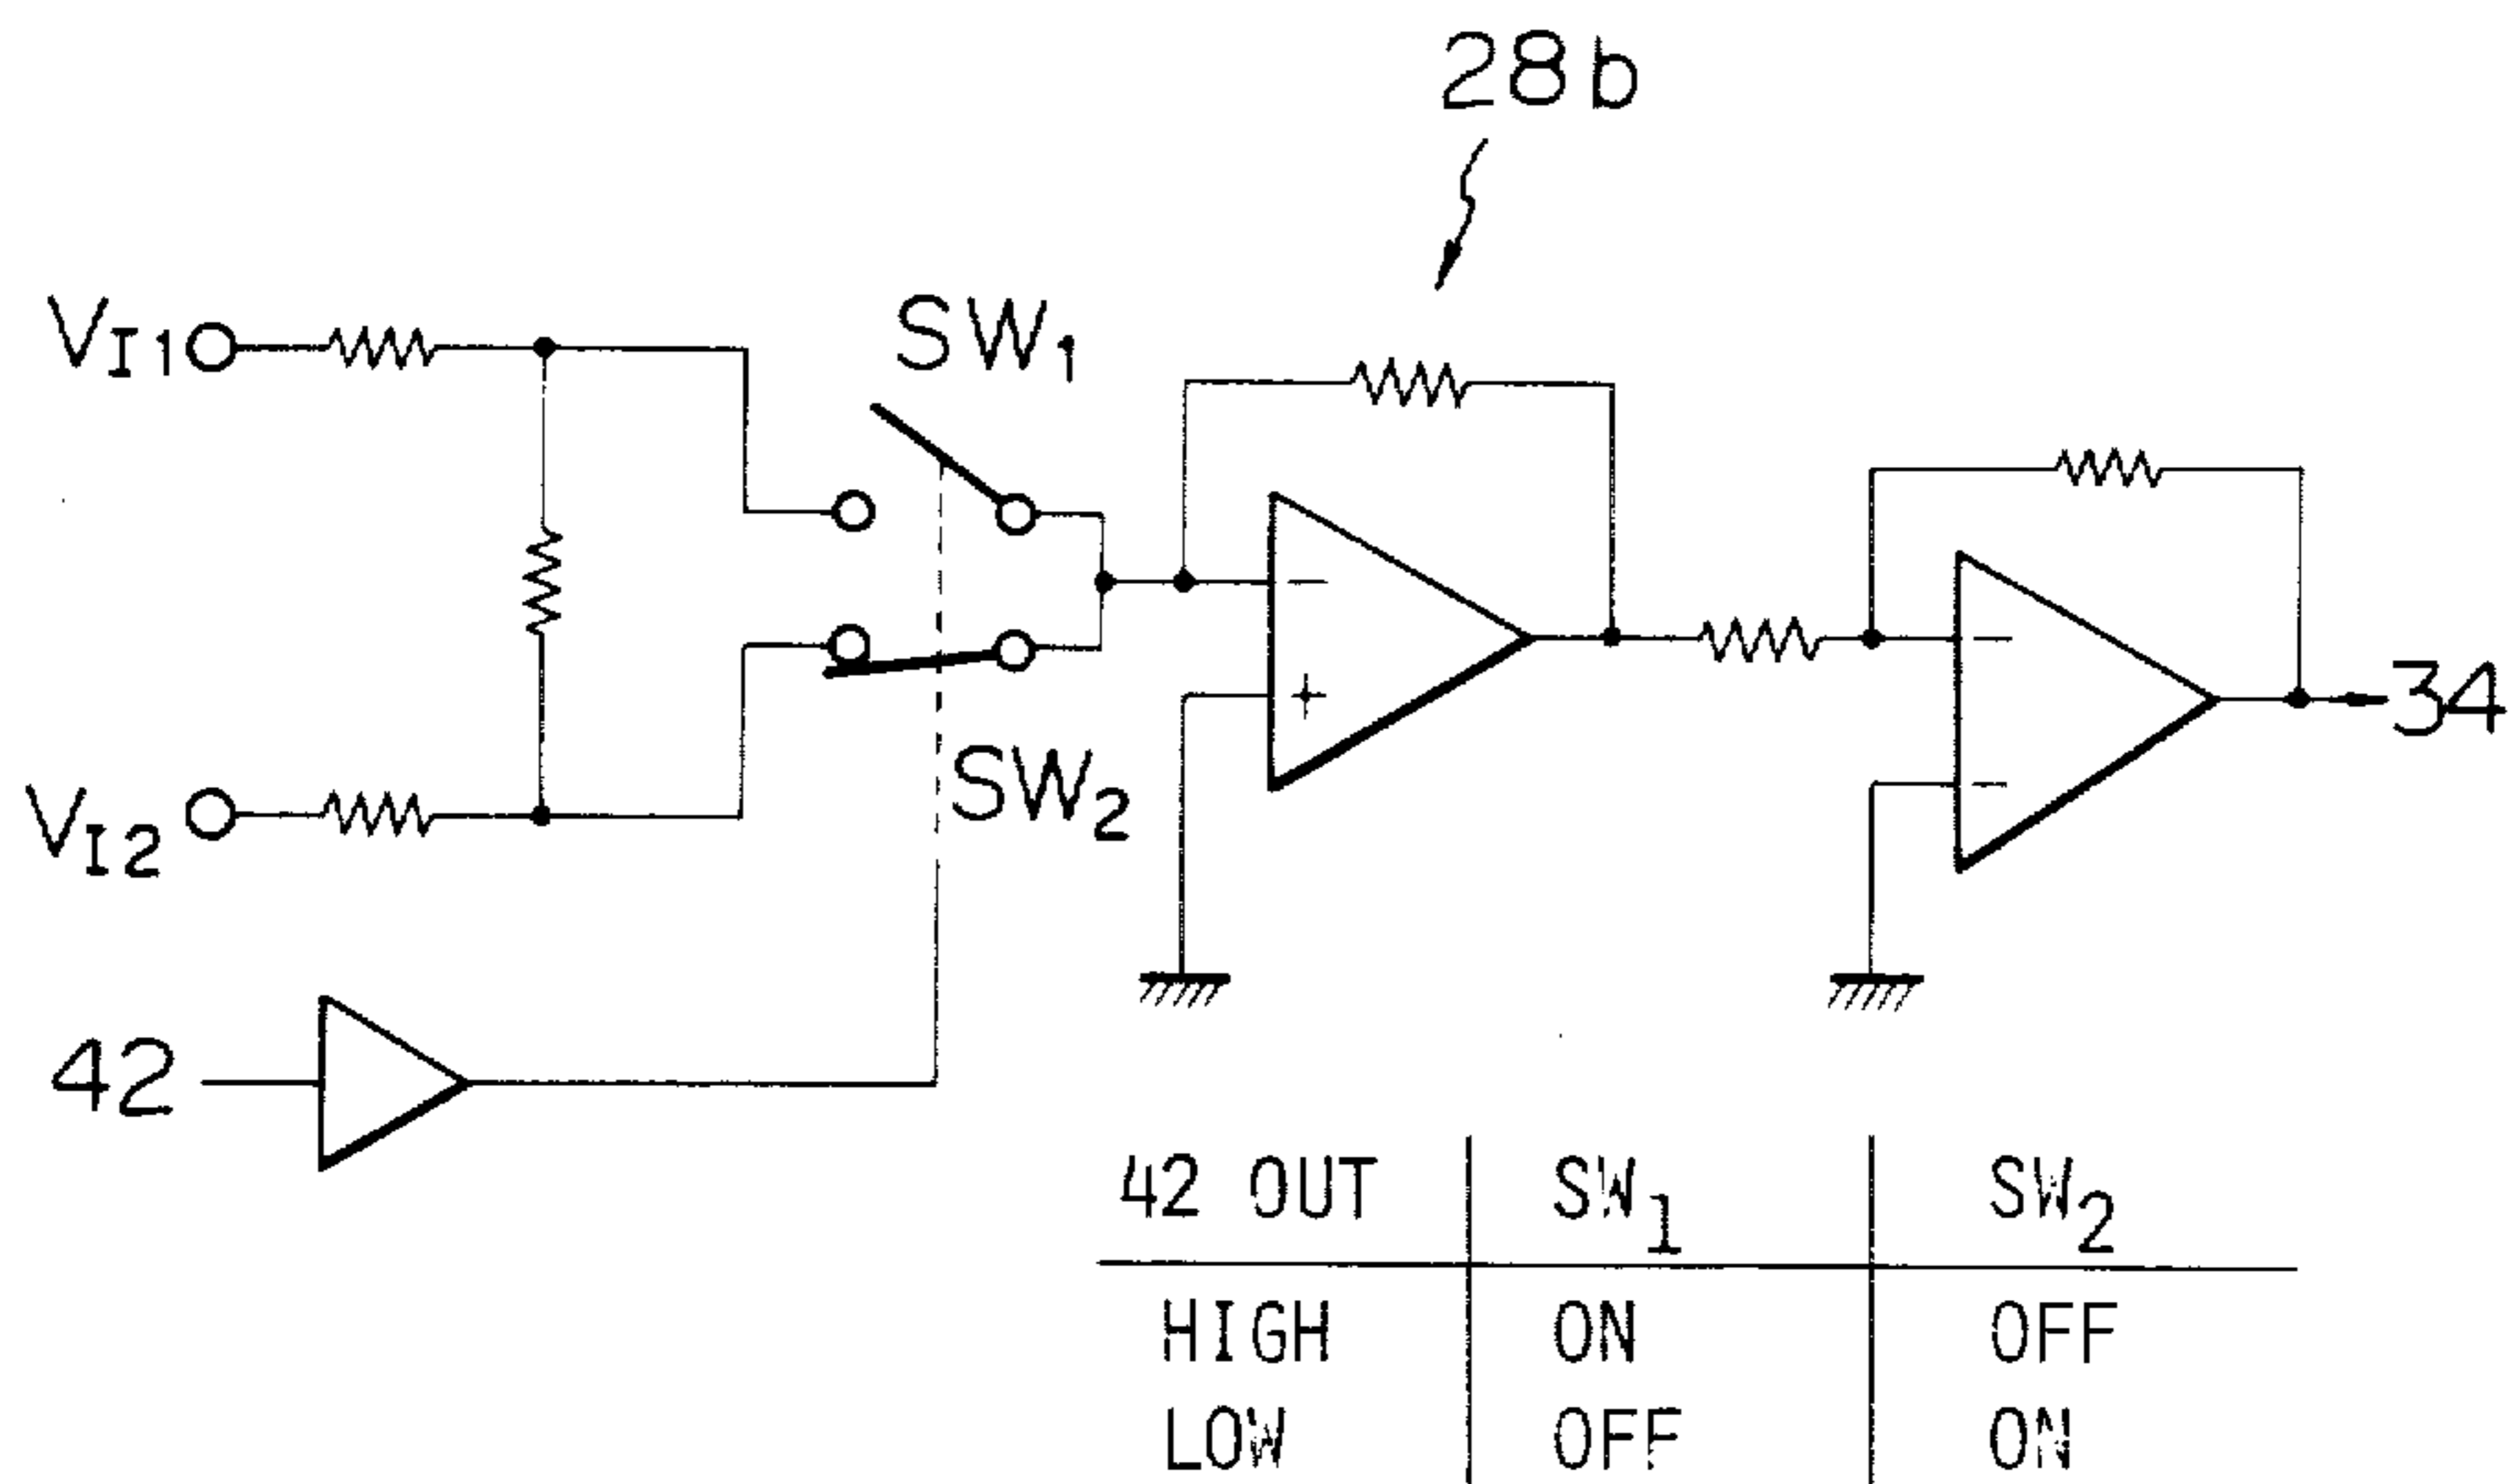 28b
VI1
SW1
−
+
−
−
34
SW2
VI2
42
42 OUT SW1 SW2
HIGH ON OFF
LOW OFF ON